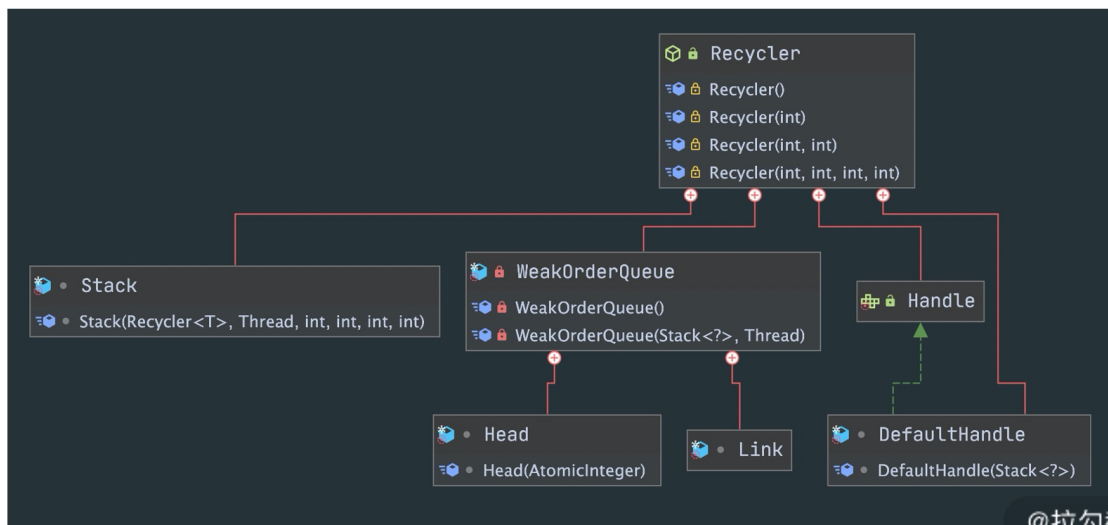 Recycler
Recycler()
Recycler(int)
Recycler(int, int)
Recycler(int, int, int, int)
Stack
Stack(Recycler<T>, Thread, int, int, int, int)
WeakOrderQueue
WeakOrderQueue()
WeakOrderQueue(Stack<?>, Thread)
Handle
Head
Head(AtomicInteger)
Link
DefaultHandle
DefaultHandle(Stack<?>)
@拉勾